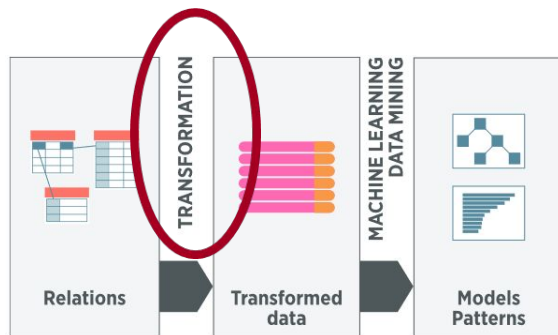 Relations
TRANSFORMATION
Transformed
data
MACHINE LEARNING
DATA MINING
Models
Patterns